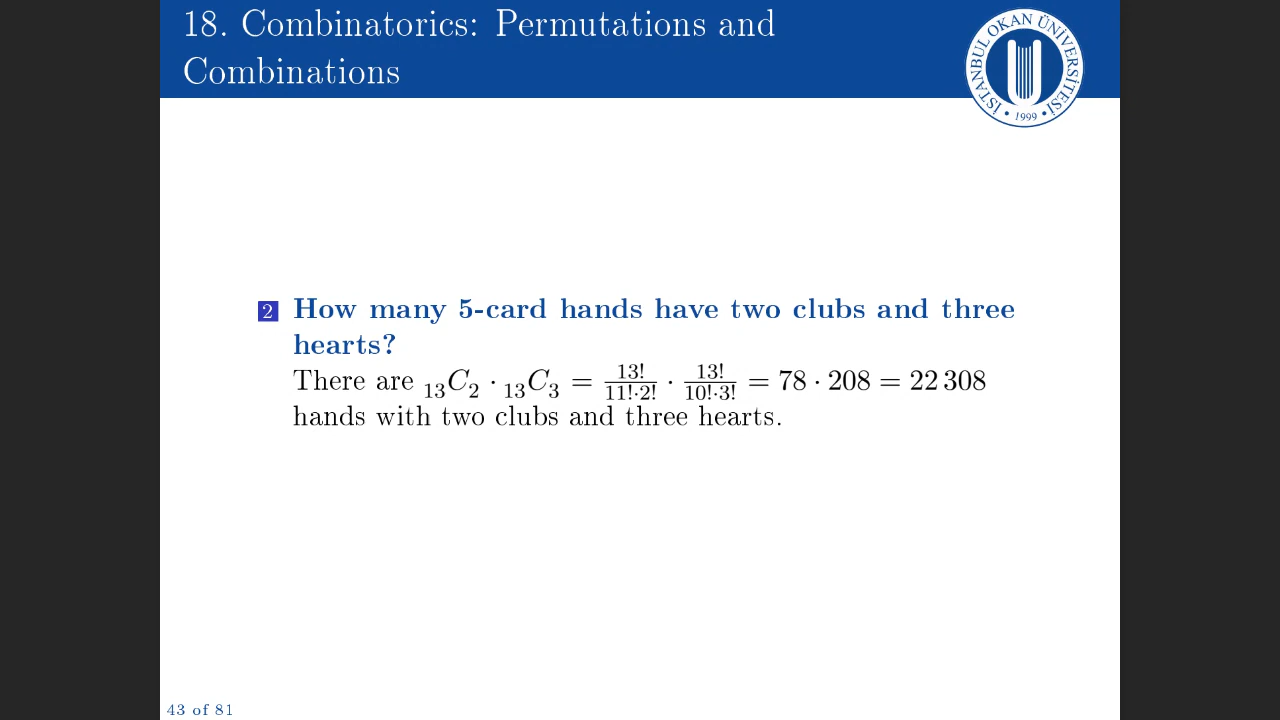 18. Combinatorics: Permutations and
Combinations
İSTANBUL OKAN ÜNİVERSİTESİ
• 1999 •
2 How many 5-card hands have two clubs and three
hearts?
There are ₁₃C₂ · ₁₃C₃ = 13!/(11!·2!) · 13!/(10!·3!) = 78 · 208 = 22 308
hands with two clubs and three hearts.
43 of 81